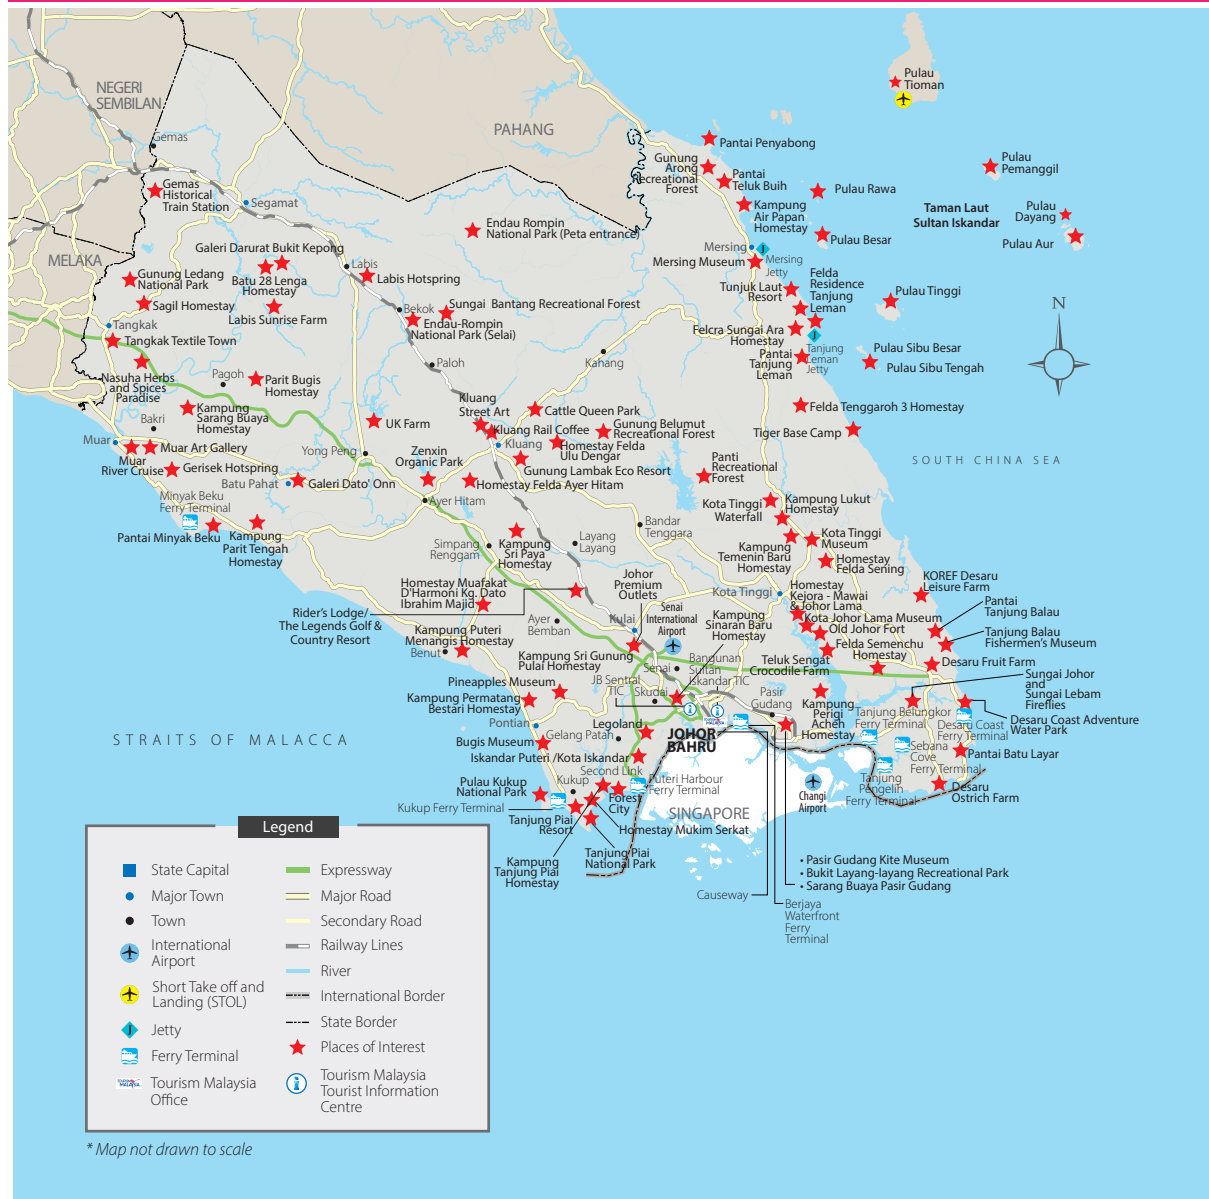 NEGERI
SEMBILAN
Gemas
PAHANG
MELAKA
Pulau
Tioman
Pantai Penyabong
Gunung
Arong
Recreational
Forest
Pantai
Teluk Buih
Kampung
Air Papan
Homestay
Pulau Rawa
Pulau
Pemanggil
Taman Laut
Sultan Iskandar
Pulau
Dayang
Pulau Aur
Pulau Besar
Gemas
Historical
Train Station
Segamat
Endau Rompin
National Park (Peta entrance)
Mersing
Mersing
Jetty
Mersing Museum
Galeri Darurat Bukit Kepong
Batu 28 Lenga
Homestay
Labis
Labis Hotspring
Gunung Ledang
National Park
Sagil Homestay
Labis Sunrise Farm
Tunjuk Laut
Resort
Felda
Residence
Tanjung
Leman
Pulau Tinggi
Bekok
Sungai Bantang Recreational Forest
Endau-Rompin
National Park (Selai)
Felcra Sungai Ara
Homestay
Tanjung
Leman
Jetty
Pantai
Tanjung
Leman
Pulau Sibu Besar
Pulau Sibu Tengah
N
Tangkak
Tangkak Textile Town
Nasuha Herbs
and Spices
Paradise
Pagoh
Parit Bugis
Homestay
Paloh
Kahang
Bakri
Kampung
Sarang Buaya
Homestay
UK Farm
Kluang
Street Art
Kluang Rail Coffee
Cattle Queen Park
Gunung Belumut
Recreational Forest
Felda Tenggaroh 3 Homestay
Tiger Base Camp
SOUTH CHINA SEA
Muar
Muar Art Gallery
Muar
River Cruise
Gerisek Hotspring
Yong Peng
Kluang
Homestay Felda
Ulu Dengar
Gunung Lambak Eco Resort
Zenxin
Organic Park
Homestay Felda Ayer Hitam
Panti
Recreational
Forest
Batu Pahat
Galeri Dato' Onn
Minyak Beku
Ferry Terminal
Pantai Minyak Beku
Kampung
Parit Tengah
Homestay
Ayer Hitam
Kota Tinggi
Waterfall
Kampung Lukut
Homestay
Bandar
Tenggara
Kota Tinggi
Museum
Kampung
Temenin Baru
Homestay
Homestay
Felda Sening
Simpang
Renggam
Kampung
Sri Paya
Homestay
Layang
Layang
Johor
Premium
Outlets
Kota Tinggi
Homestay
Kejora - Mawai
& Johor Lama
KOREF Desaru
Leisure Farm
Pantai
Tanjung Balau
Tanjung Balau
Fishermen's Museum
Homestay Muafakat
D'Harmoni Kg. Dato
Ibrahim Majid
Rider's Lodge/
The Legends Golf &
Country Resort
Ayer
Bemban
Kulai
Senai
International
Airport
Kampung
Sinaran Baru
Homestay
Kota Johor Lama Museum
Old Johor Fort
Felda Semenchu
Homestay
Kampung Puteri
Menangis Homestay
Benut
Kampung Sri Gunung
Pulai Homestay
Senai
Bangunan
Sultan
Iskandar TIC
Teluk Sengat
Crocodile Farm
Desaru Fruit Farm
Sungai Johor
and
Sungai Lebam
Fireflies
Pineapples Museum
JB Sentral
TIC
Skudai
Pasir
Gudang
Kampung Permatang
Bestari Homestay
Kampung
Perigi
Acheh
Homestay
Tanjung Belungkor
Ferry Terminal
Desaru Coast
Ferry Terminal
Desaru Coast Adventure
Water Park
Pontian
Legoland
Gelang Patah
JOHOR
BAHRU
STRAITS OF MALACCA
Bugis Museum
Iskandar Puteri /Kota Iskandar
Sebana
Cove
Ferry Terminal
Pantai Batu Layar
Second Link
Puteri Harbour
Ferry Terminal
Pulau Kukup
National Park
Kukup
Kukup Ferry Terminal
Forest
City
Changi
Airport
Tanjung
Pengelih
Ferry Terminal
Desaru
Ostrich Farm
SINGAPORE
Tanjung Piai
Resort
Homestay Mukim Serkat
Tanjung Piai
National Park
Kampung
Tanjung Piai
Homestay
• Pasir Gudang Kite Museum
• Bukit Layang-layang Recreational Park
• Sarang Buaya Pasir Gudang
Causeway
Berjaya
Waterfront
Ferry
Terminal
Legend
State Capital
Major Town
Town
International
Airport
Short Take off and
Landing (STOL)
J
Jetty
Ferry Terminal
Tourism Malaysia
Office
Expressway
Major Road
Secondary Road
Railway Lines
River
International Border
State Border
Places of Interest
i
Tourism Malaysia
Tourist Information
Centre
* Map not drawn to scale